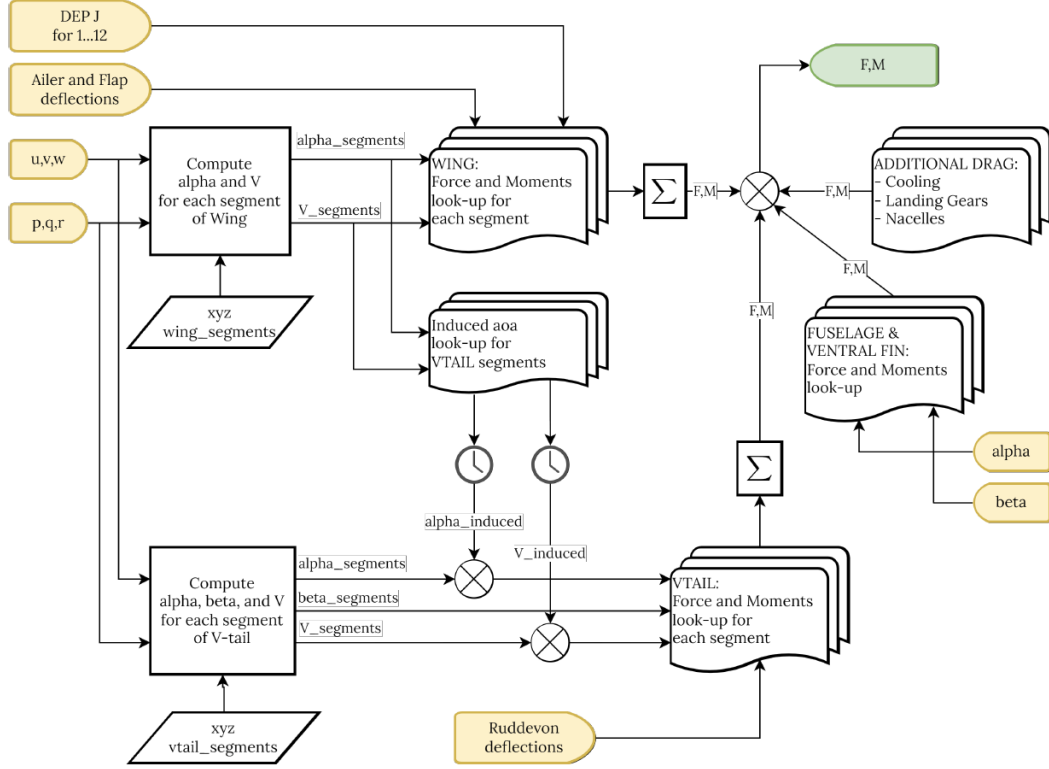 DEP J
for 1...12
Ailer and Flap
deflections
u,v,w
p,q,r
Compute
alpha and V
for each segment
of Wing
xyz
wing_segments
alpha_segments
V_segments
WING:
Force and Moments
look-up for
each segment
Σ
F,M
F,M
F,M
ADDITIONAL DRAG:
- Cooling
- Landing Gears
- Nacelles
F,M
F,M
Induced aoa
look-up for
VTAIL segments
FUSELAGE &
VENTRAL FIN:
Force and Moments
look-up
alpha
beta
Σ
alpha_induced
V_induced
Compute
alpha, beta, and V
for each segment
of V-tail
xyz
vtail_segments
alpha_segments
beta_segments
V_segments
VTAIL:
Force and Moments
look-up for
each segment
Ruddevon
deflections